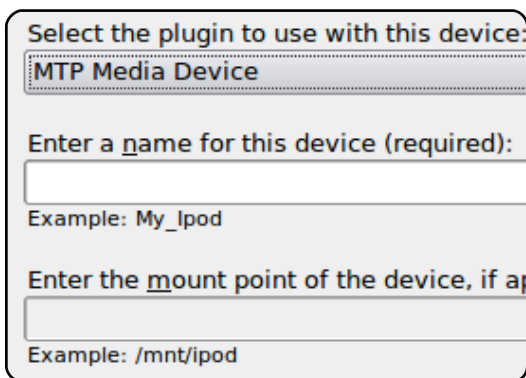 Select the plugin to use with this device:
MTP Media Device
Enter a name for this device (required):
Example: My_Ipod
Enter the mount point of the device, if
Example: /mnt/ipod